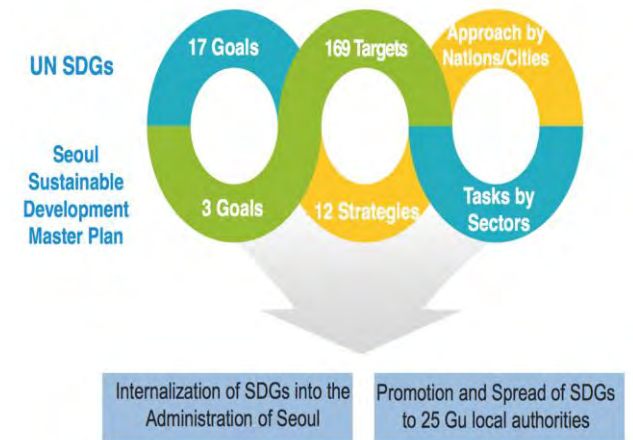 UN SDGs
17 Goals
169 Targets
Approach by
Nations/Cities
Seoul
Sustainable
Development
Master Plan
3 Goals
12 Strategies
Tasks by
Sectors
Internalization of SDGs into the
Administration of Seoul
Promotion and Spread of SDGs
to 25 Gu local authorities